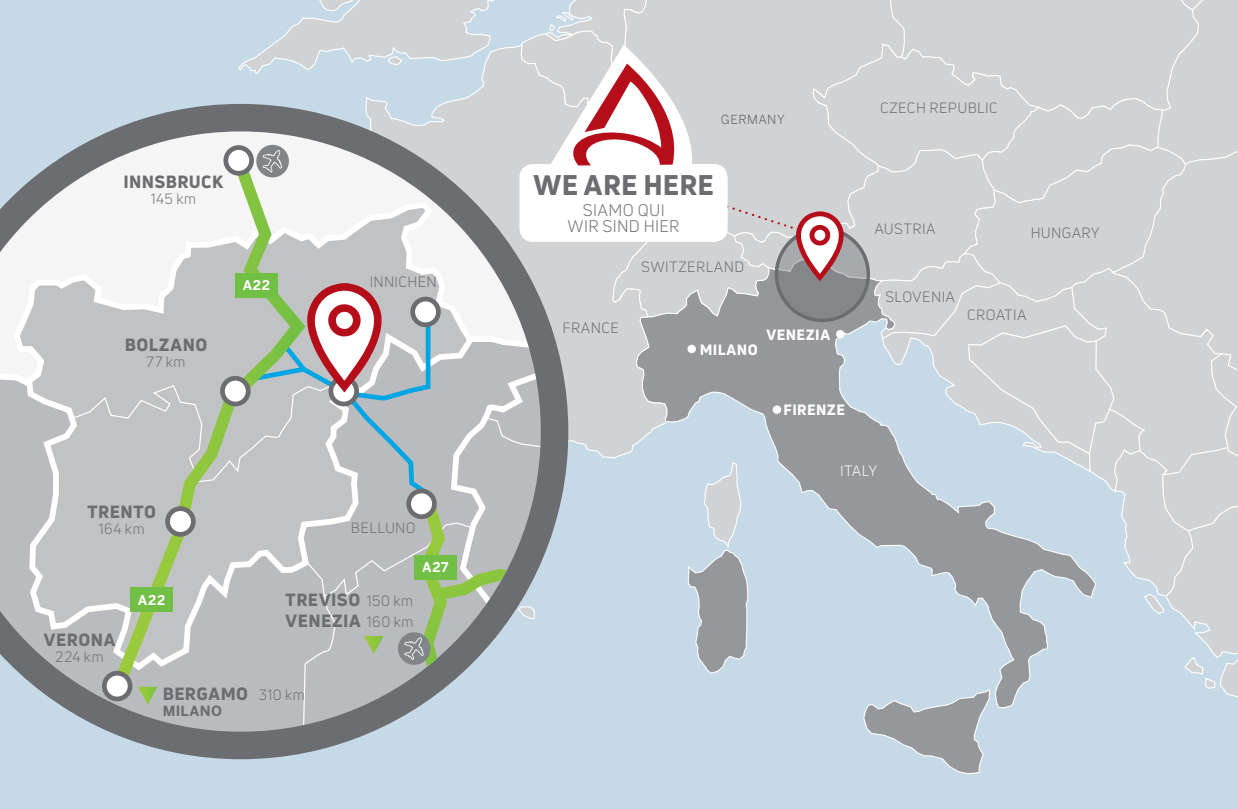 WE ARE HERE
SIAMO QUI
WIR SIND HIER
GERMANY
CZECH REPUBLIC
AUSTRIA
HUNGARY
SWITZERLAND
SLOVENIA
CROATIA
FRANCE
VENEZIA
MILANO
FIRENZE
ITALY
INNSBRUCK
145 km
A22
INNICHEN
BOLZANO
77 km
TRENTO
164 km
BELLUNO
A27
A22
TREVISO 150 km
VENEZIA 160 km
VERONA
224 km
BERGAMO 310 km
MILANO